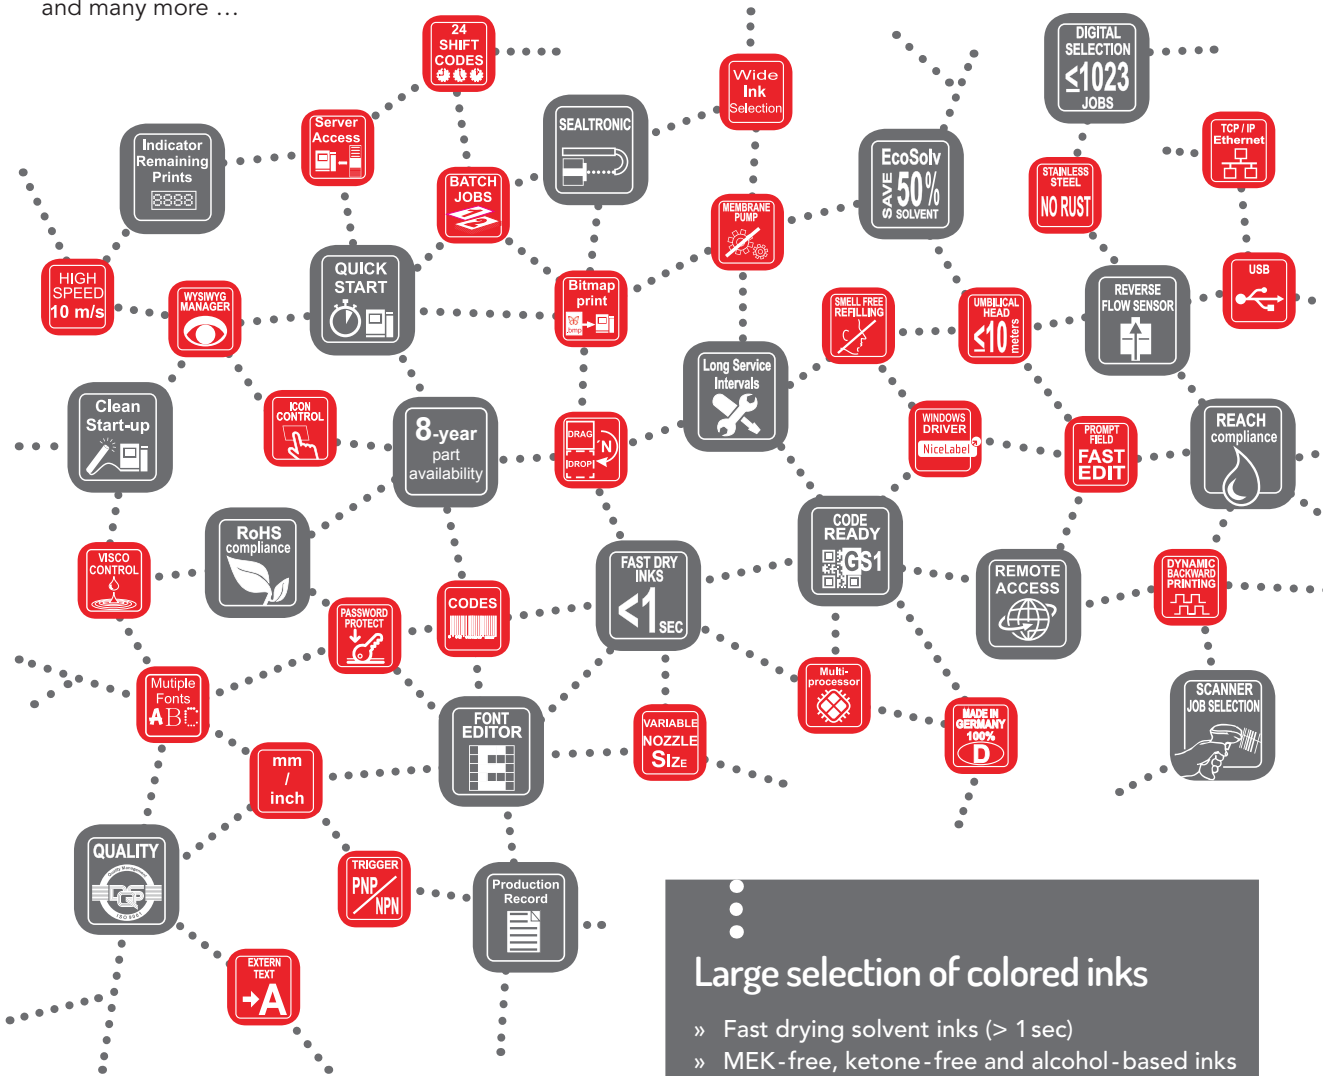 and many more …
24
SHIFT
CODES
Wide
Ink
Selection
DIGITAL
SELECTION
≤1023
JOBS
Indicator
Remaining
Prints
8888
Server
Access
SEALTRONIC
BATCH
JOBS
EcoSolv
SAVE
50%
SOLVENT
STAINLESS
STEEL
NO RUST
TCP / IP
Ethernet
MEMBRANE
PUMP
HIGH
SPEED
10 m/s
WYSIWYG
MANAGER
QUICK
START
Bitmap
print
.bmp
SMELL FREE
REFILLING
UMBILICAL
HEAD
≤10
meters
REVERSE
FLOW SENSOR
USB
Clean
Start-up
ICON
CONTROL
8-year
part
availability
DRAG
'N
DROP
Long Service
Intervals
WINDOWS
DRIVER
NiceLabel
PROMPT
FIELD
FAST
EDIT
REACH
compliance
VISCO
CONTROL
RoHS
compliance
PASSWORD
PROTECT
CODES
FAST DRY
INKS
<1
SEC
CODE
READY
GS1
REMOTE
ACCESS
DYNAMIC
BACKWARD
PRINTING
Mutiple
Fonts
ABC
mm
/
inch
FONT
EDITOR
VARIABLE
NOZZLE
SIZE
Multi-
processor
MADE IN
GERMANY
100%
D
SCANNER
JOB SELECTION
QUALITY
Quality Management
DQS
ISO 9001
TRIGGER
PNP
NPN
Production
Record
EXTERN
TEXT
A
Large selection of colored inks
» Fast drying solvent inks (> 1 sec)
» MEK-free, ketone-free and alcohol-based inks